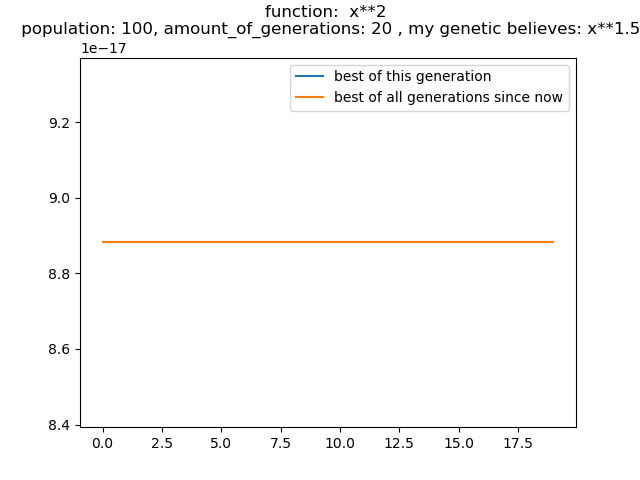 function:  x**2
population: 100, amount_of_generations: 20 , my genetic believes: x**1.5
1e−17
best of this generation
best of all generations since now
9.2
9.0
8.8
8.6
8.4
0.0 2.5 5.0 7.5 10.0 12.5 15.0 17.5